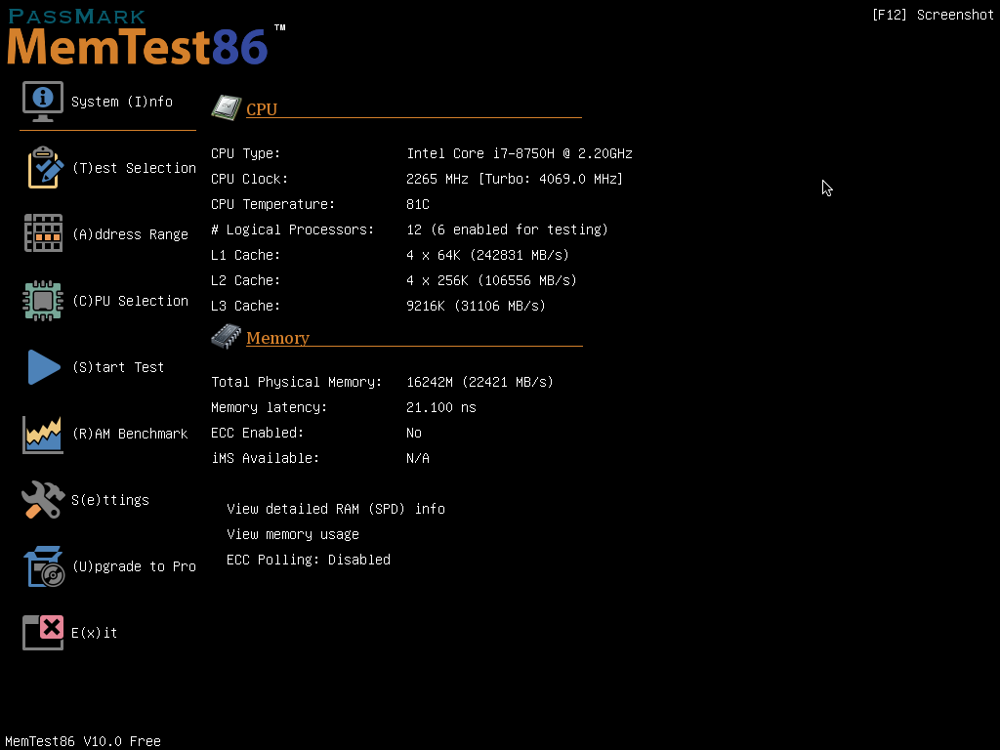 PASSMARK
[F12] Screenshot
MemTest86™
System (I)nfo
(T)est Selection
(A)ddress Range
(C)PU Selection
(S)tart Test
(R)AM Benchmark
S(e)ttings
(U)pgrade to Pro
E(x)it
CPU
CPU Type: Intel Core i7-8750H @ 2.20GHz
CPU Clock: 2265 MHz [Turbo: 4069.0 MHz]
CPU Temperature: 81C
# Logical Processors: 12 (6 enabled for testing)
L1 Cache: 4 x 64K (242831 MB/s)
L2 Cache: 4 x 256K (106556 MB/s)
L3 Cache: 9216K (31106 MB/s)
Memory
Total Physical Memory: 16242M (22421 MB/s)
Memory latency: 21.100 ns
ECC Enabled: No
iMS Available: N/A
View detailed RAM (SPD) info
View memory usage
ECC Polling: Disabled
MemTest86 V10.0 Free